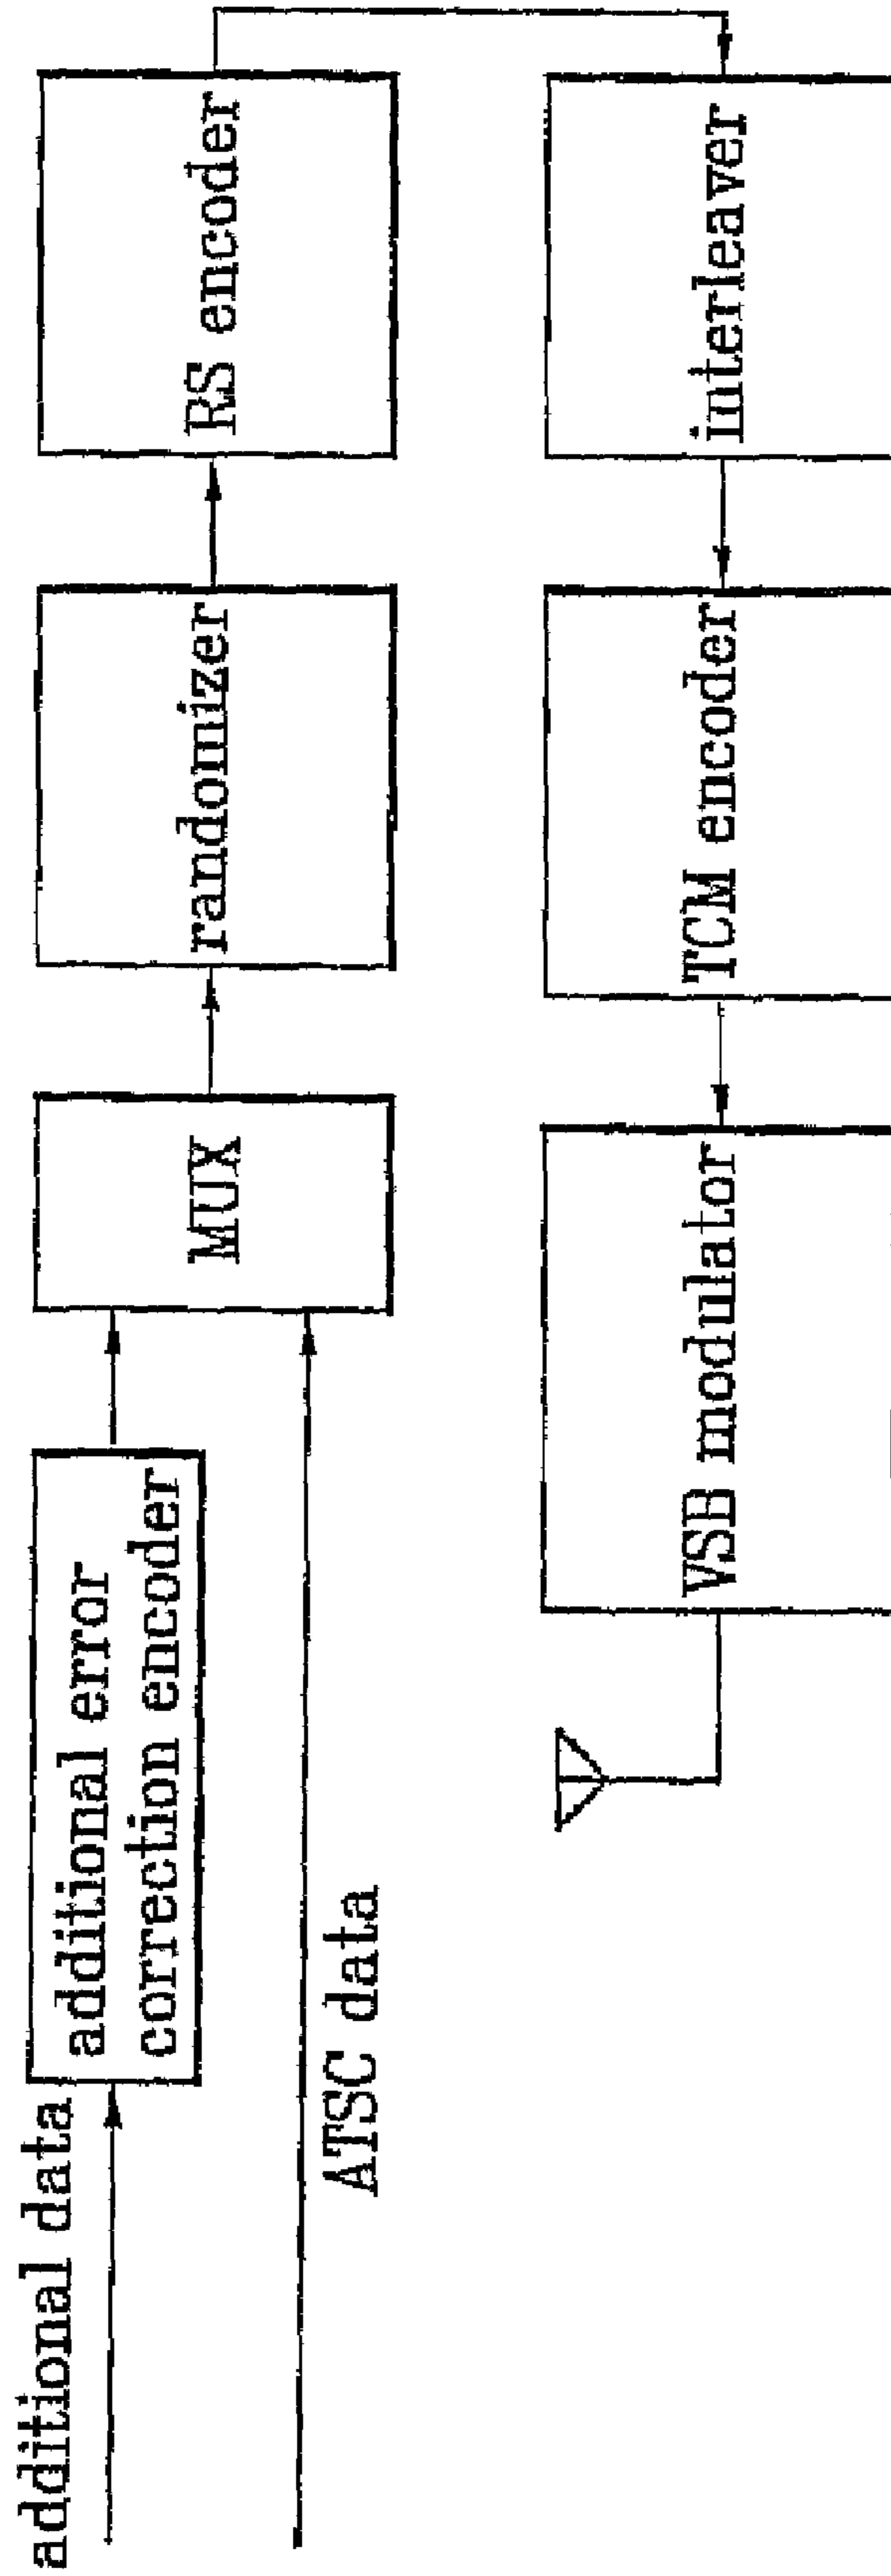 additional data
additional error
correction encoder
ATSC data
MUX
randomizer
RS encoder
interleaver
TCM encoder
VSB modulator